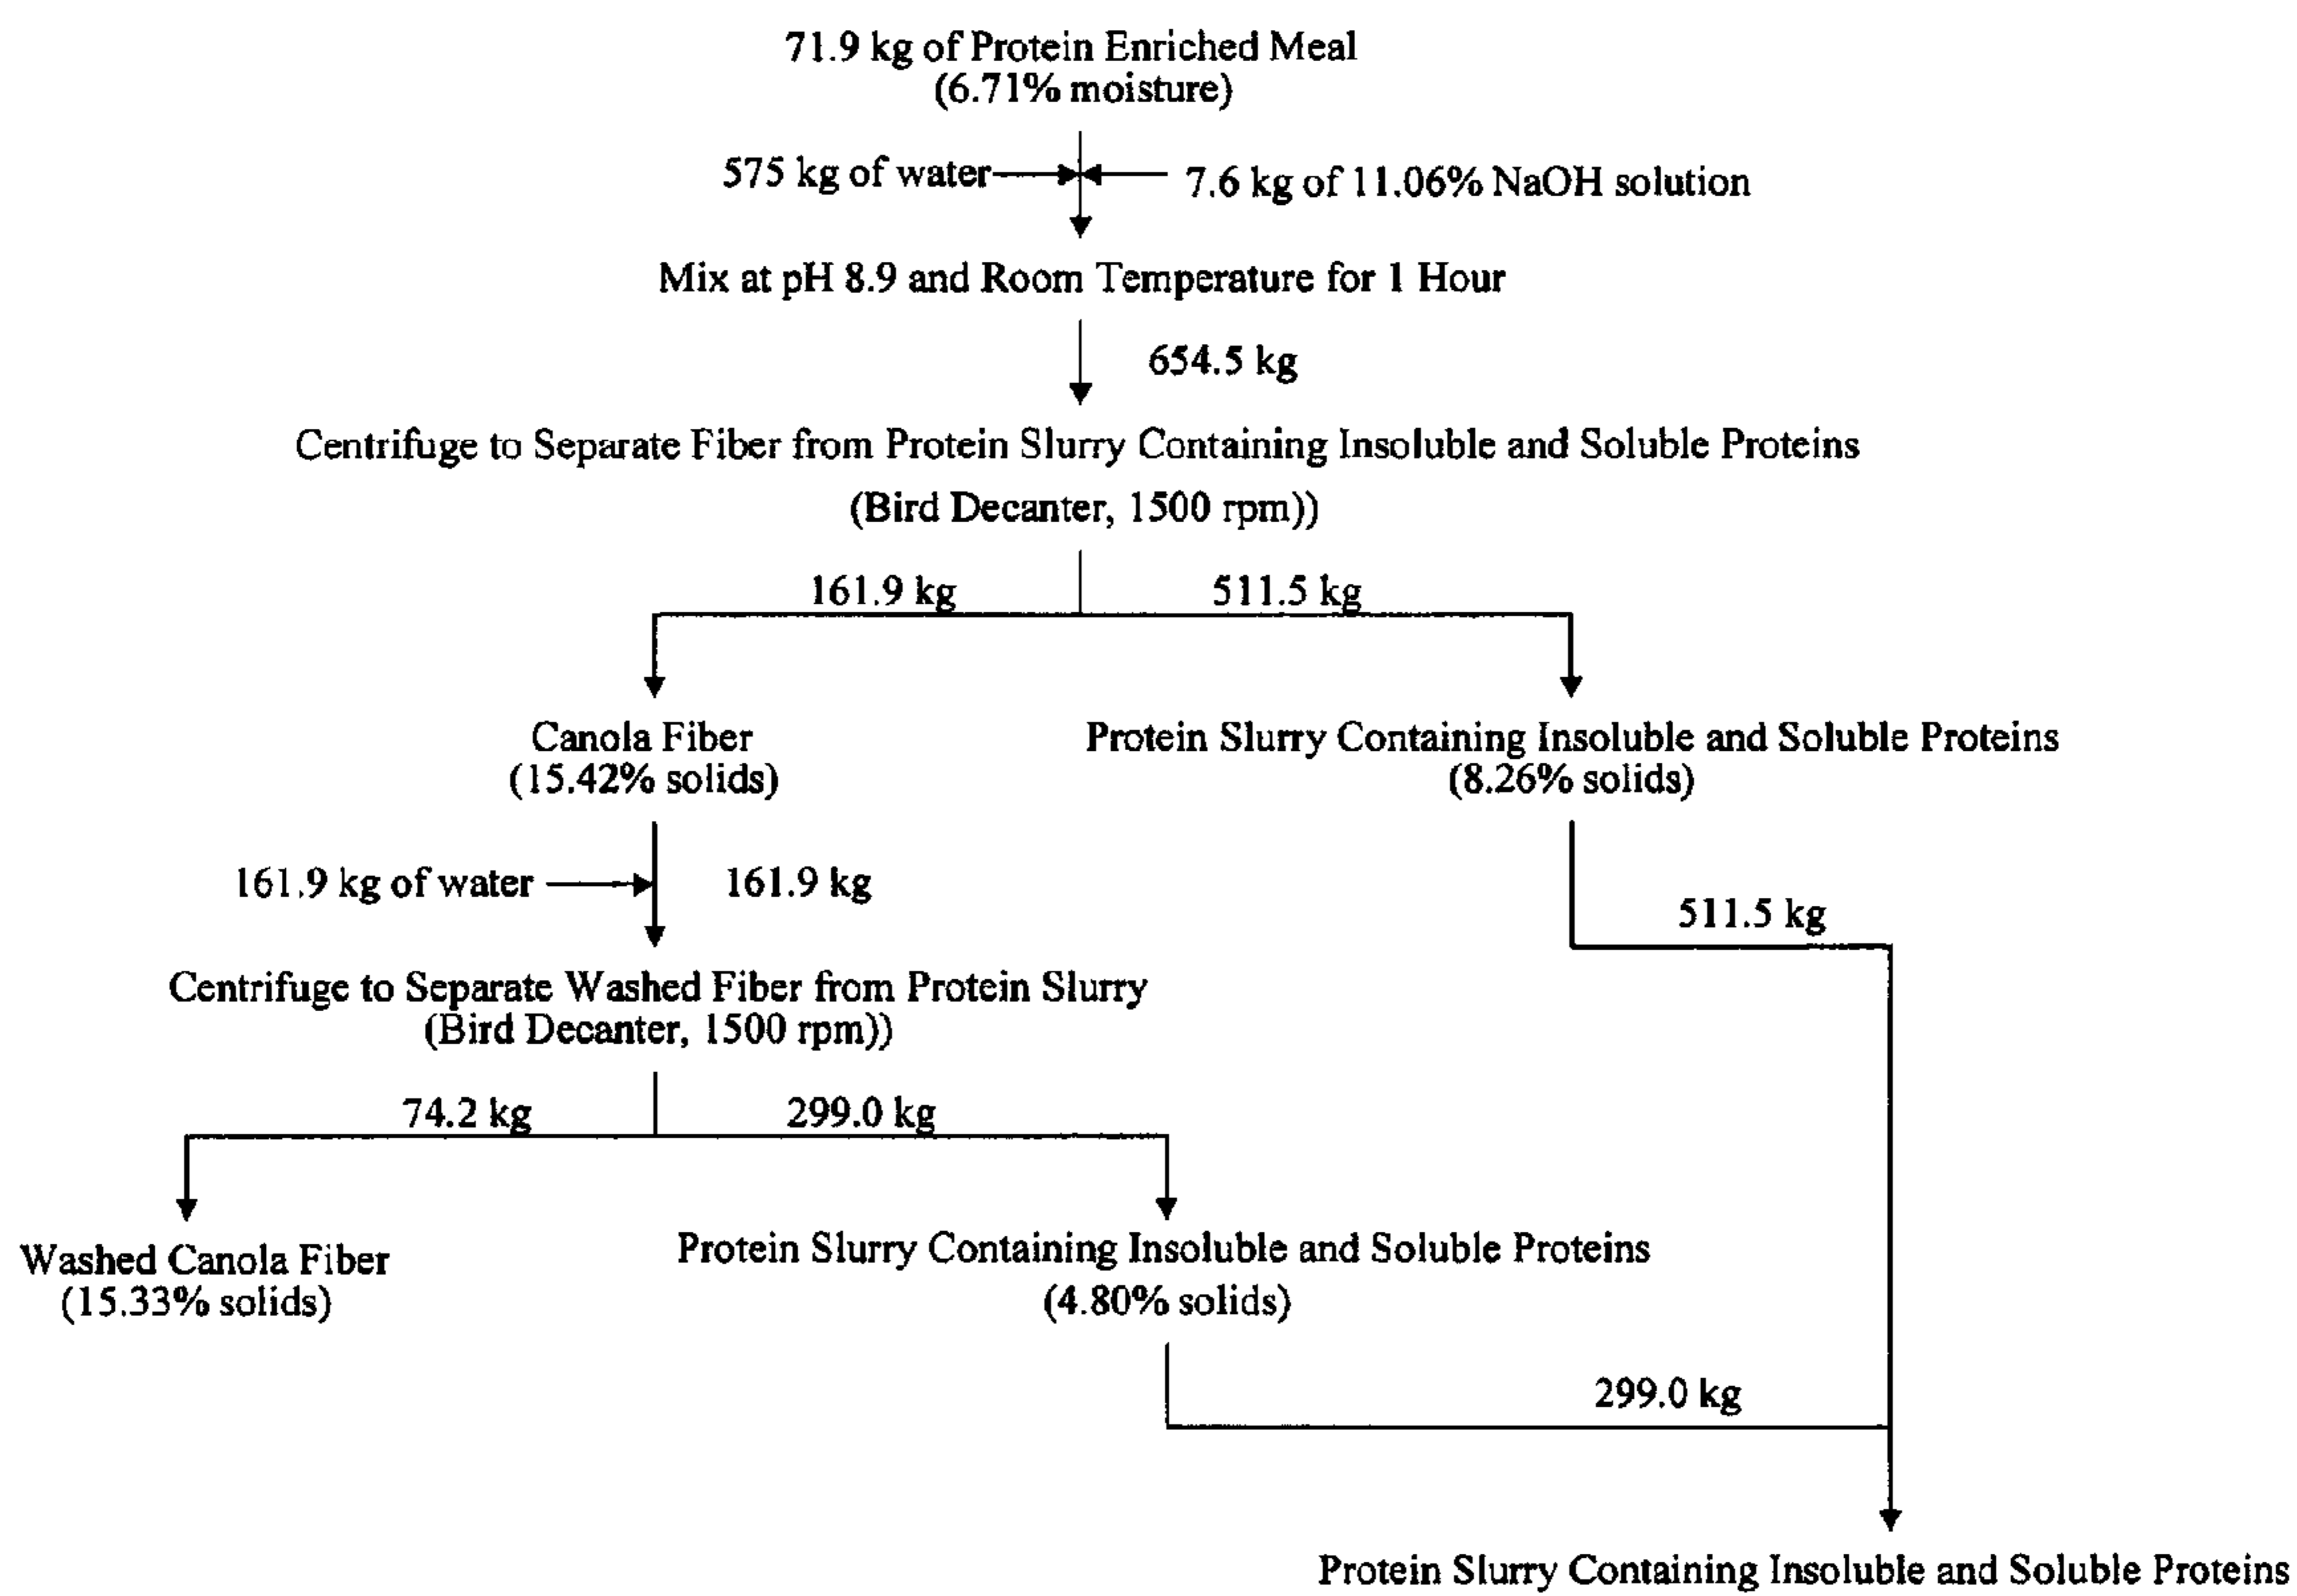 71.9 kg of Protein Enriched Meal
(6.71% moisture)
575 kg of water
7.6 kg of 11.06% NaOH solution
Mix at pH 8.9 and Room Temperature for 1 Hour
654.5 kg
Centrifuge to Separate Fiber from Protein Slurry Containing Insoluble and Soluble Proteins
(Bird Decanter, 1500 rpm))
161.9 kg
511.5 kg
Canola Fiber
(15.42% solids)
Protein Slurry Containing Insoluble and Soluble Proteins
(8.26% solids)
161.9 kg of water
161.9 kg
511.5 kg
Centrifuge to Separate Washed Fiber from Protein Slurry
(Bird Decanter, 1500 rpm))
74.2 kg
299.0 kg
Washed Canola Fiber
(15.33% solids)
Protein Slurry Containing Insoluble and Soluble Proteins
(4.80% solids)
299.0 kg
Protein Slurry Containing Insoluble and Soluble Proteins